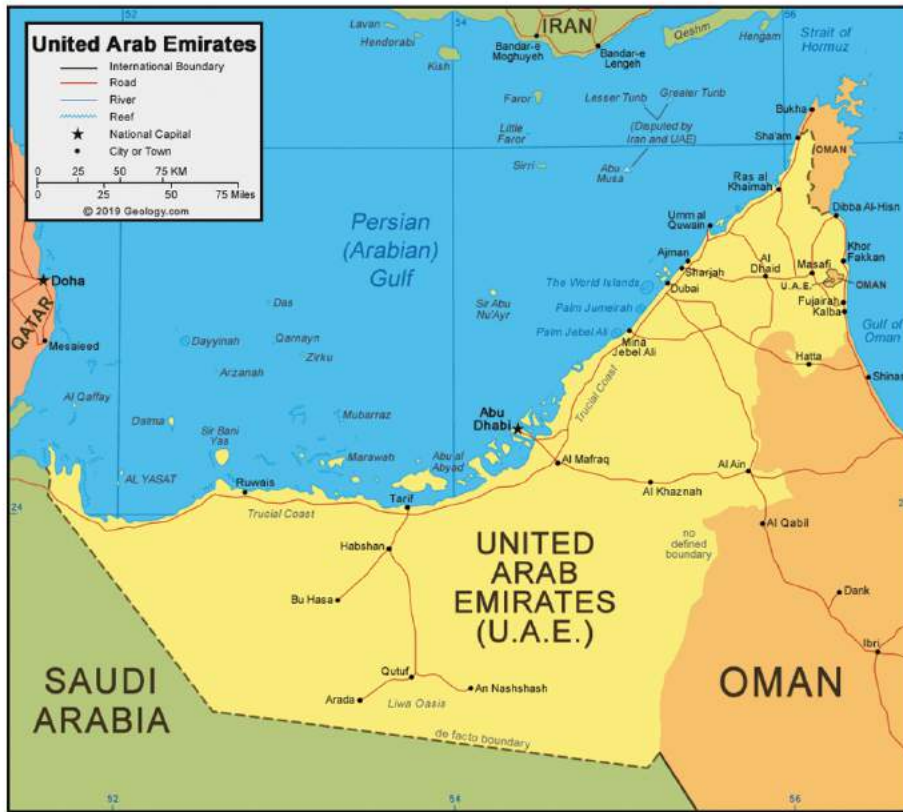 52
54
56
United Arab Emirates
International Boundary
Road
River
Reef
National Capital
City or Town
0 25 50 75 KM
0 25 50 75 Miles
© 2019 Geology.com
Lavan
Hendorabi
Kish
IRAN
Bandar-e
Moghuyeh
Bandar-e
Lengeh
Qeshm
Hengam
Strait of
Hormuz
Faror
Lesser Tunb
Greater Tunb
(Disputed by
Iran and UAE)
Little
Faror
Sirri
Abu
Musa
Bukha
Sha'am
OMAN
26
Ras al
Khaimah
Dibba Al-Hisn
Umm al
Quwain
Persian
(Arabian)
Gulf
Ajman
Sharjah
Dubai
Al
Dhaid
Masafi
Khor
Fakkan
U.A.E.
OMAN
Fujairah
Kalba
Gulf of
Oman
Doha
QATAR
Mesaieed
The World Islands
Palm Jumeirah
Palm Jebel Ali
Mina
Jebel Ali
Das
Sir Abu
Nu'Ayr
Dayyinah
Qarnayn
Zirku
Arzanah
Hatta
Shinas
Trucial Coast
Al Qaffay
Dalma
Sir Bani
Yas
Mubarraz
Abu
Dhabi
Marawah
Abu al
Abyad
AL YASAT
Ruwais
Al Mafraq
Al Ain
Al Khaznah
24
Trucial Coast
Tarif
24
Al Qabil
Habshan
no
defined
boundary
UNITED
ARAB
EMIRATES
(U.A.E.)
Bu Hasa
Dank
Ibri
SAUDI
ARABIA
Qutuf
An Nashshash
Arada
Liwa Oasis
OMAN
de facto boundary
52
54
56